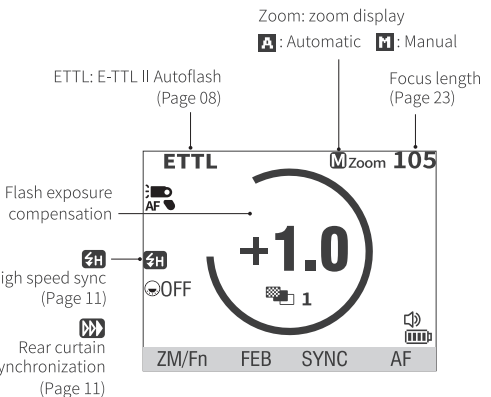 Zoom: zoom display
A : Automatic M : Manual
ETTL: E-TTL II Autoflash
(Page 08)
Focus length
(Page 23)
ETTL
M Zoom 105
Flash exposure
compensation
AF
+1.0
H
H
igh speed sync
(Page 11)
OFF
1
Rear curtain
ynchronization
(Page 11)
ZM/Fn FEB SYNC AF